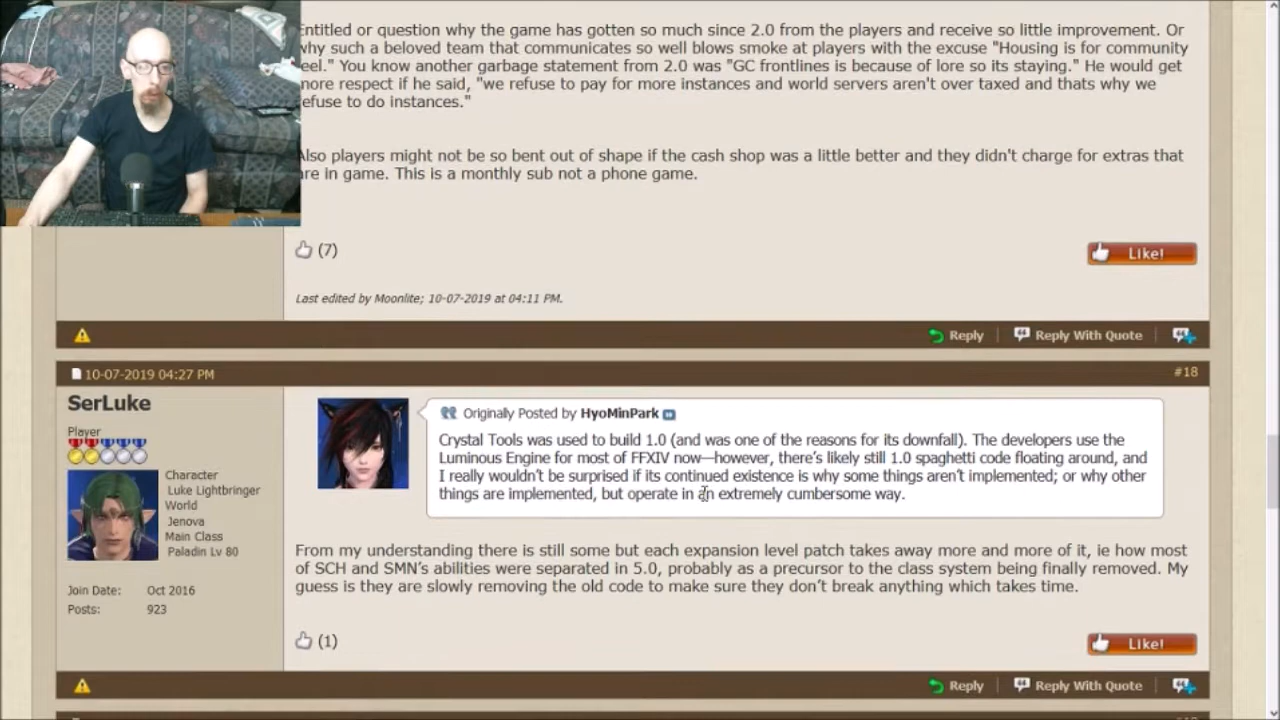 Entitled or question why the game has gotten so much since 2.0 from the players and receive so little improvement. Or
why such a beloved team that communicates so well blows smoke at players with the excuse "Housing is for community
feel." You know another garbage statement from 2.0 was "GC frontlines is because of lore so its staying." He would get
more respect if he said, "we refuse to pay for more instances and world servers aren't over taxed and thats why we
refuse to do instances."
Also players might not be so bent out of shape if the cash shop was a little better and they didn't charge for extras that
are in game. This is a monthly sub not a phone game.
(7)
Like!
Last edited by Moonlite; 10-07-2019 at 04:11 PM.
Reply
Reply With Quote
10-07-2019 04:27 PM
#18
SerLuke
Player
Character
Luke Lightbringer
World
Jenova
Main Class
Paladin Lv 80
Join Date: Oct 2016
Posts: 923
Originally Posted by HyoMinPark
Crystal Tools was used to build 1.0 (and was one of the reasons for its downfall). The developers use the
Luminous Engine for most of FFXIV now—however, there's likely still 1.0 spaghetti code floating around, and
I really wouldn't be surprised if its continued existence is why some things aren't implemented; or why other
things are implemented, but operate in an extremely cumbersome way.
From my understanding there is still some but each expansion level patch takes away more and more of it, ie how most
of SCH and SMN's abilities were separated in 5.0, probably as a precursor to the class system being finally removed. My
guess is they are slowly removing the old code to make sure they don't break anything which takes time.
(1)
Like!
Reply
Reply With Quote